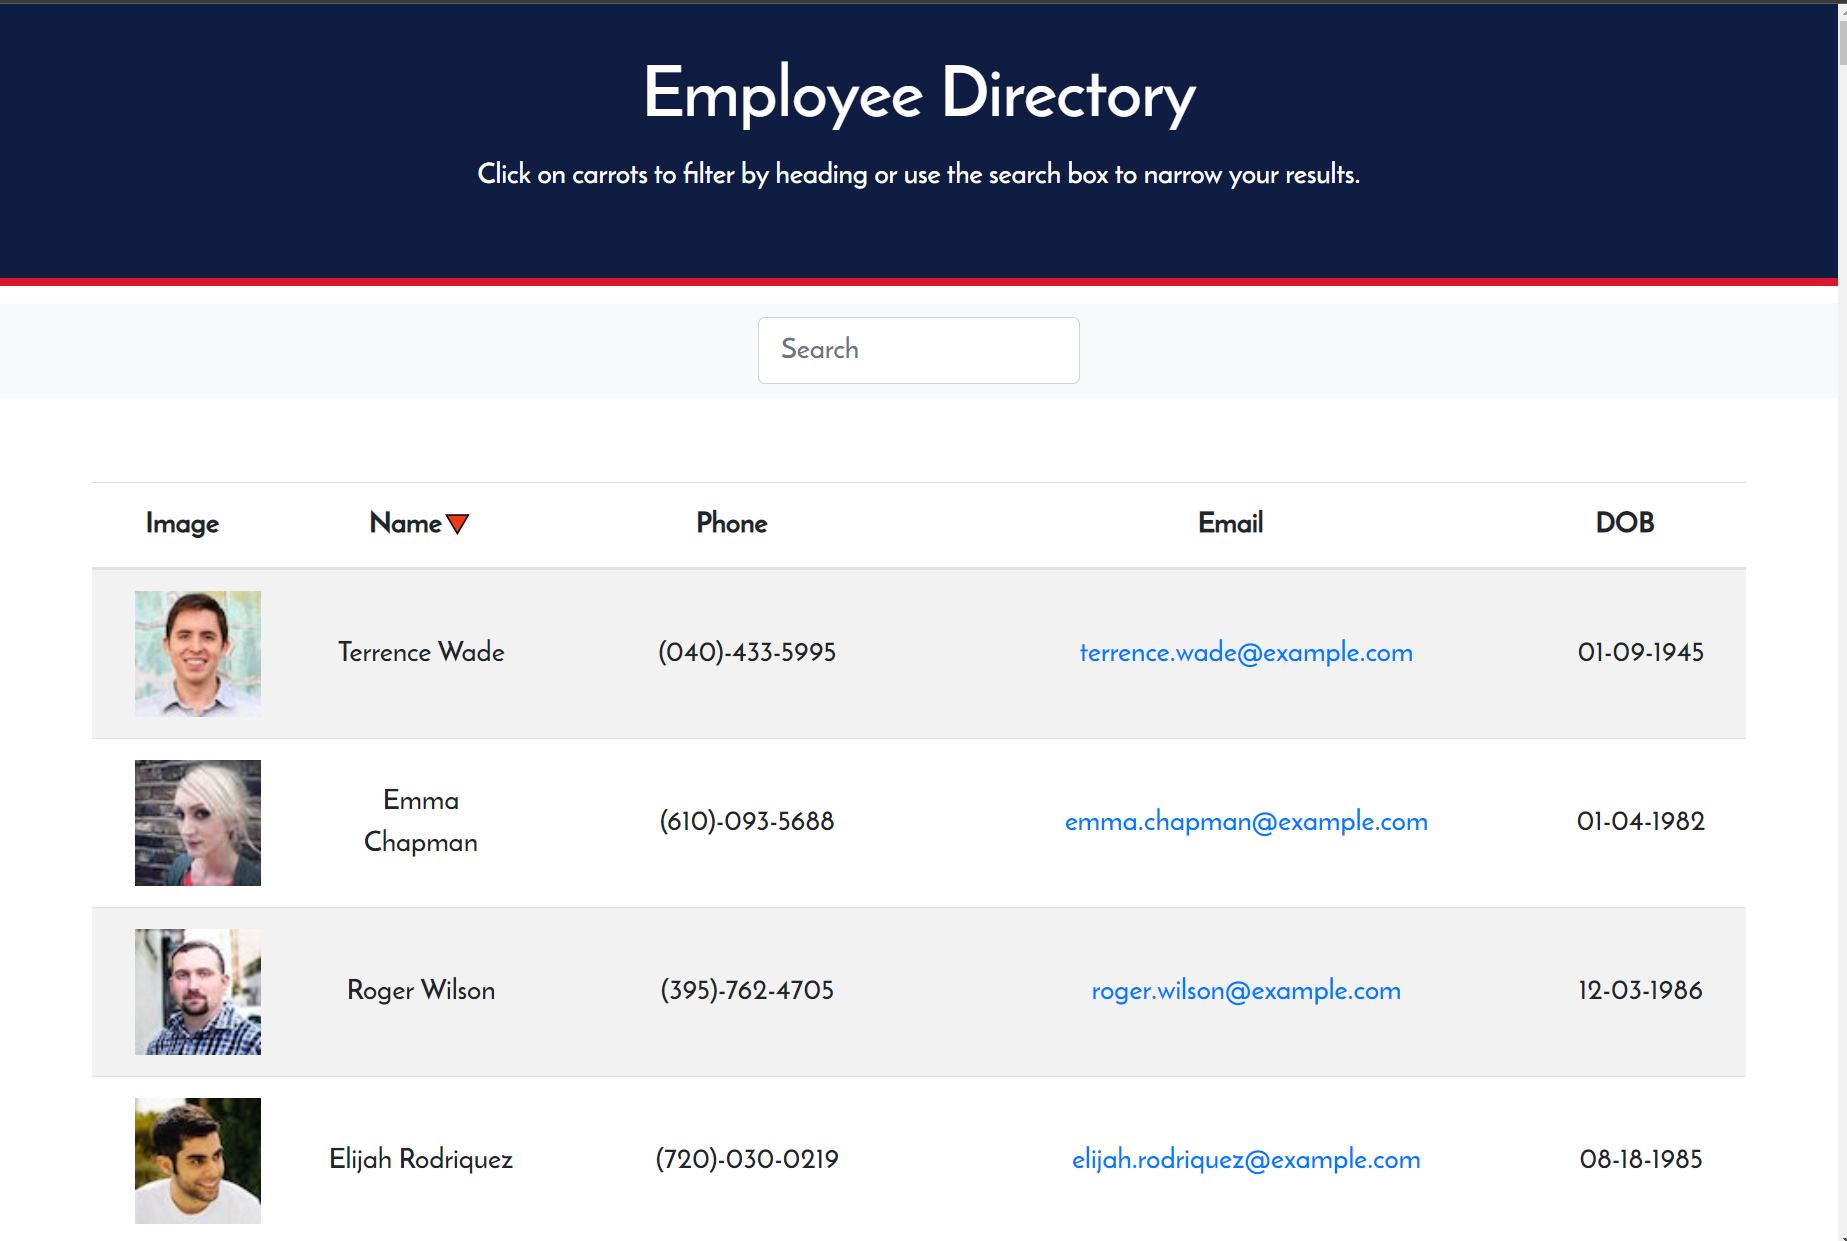 Employee Directory
Click on carrots to filter by heading or use the search box to narrow your results.
Search
Image Name Phone Email DOB
Terrence Wade (040)-433-5995 terrence.wade@example.com 01-09-1945
Emma
Chapman (610)-093-5688 emma.chapman@example.com 01-04-1982
Roger Wilson (395)-762-4705 roger.wilson@example.com 12-03-1986
Elijah Rodriquez (720)-030-0219 elijah.rodriquez@example.com 08-18-1985